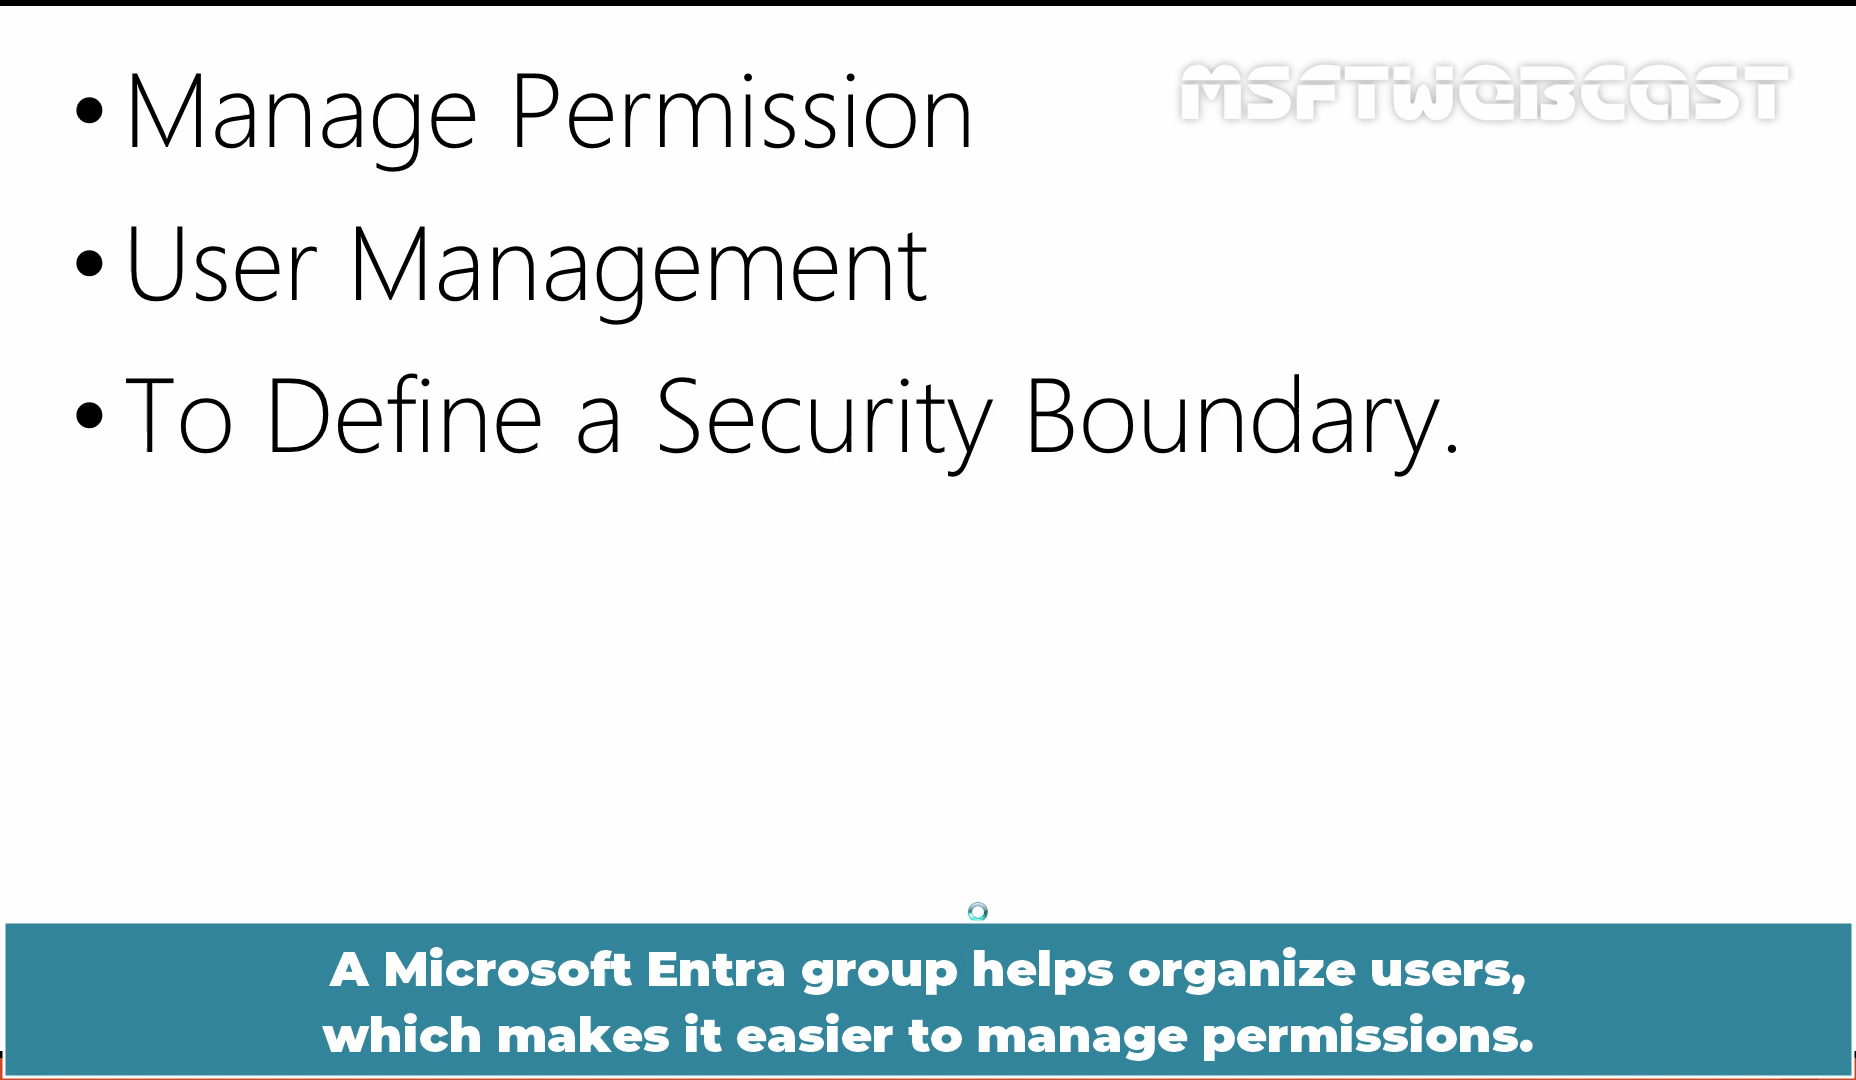 • Manage Permission
MSFTWEBCAST
• User Management
• To Define a Security Boundary.
A Microsoft Entra group helps organize users,
which makes it easier to manage permissions.